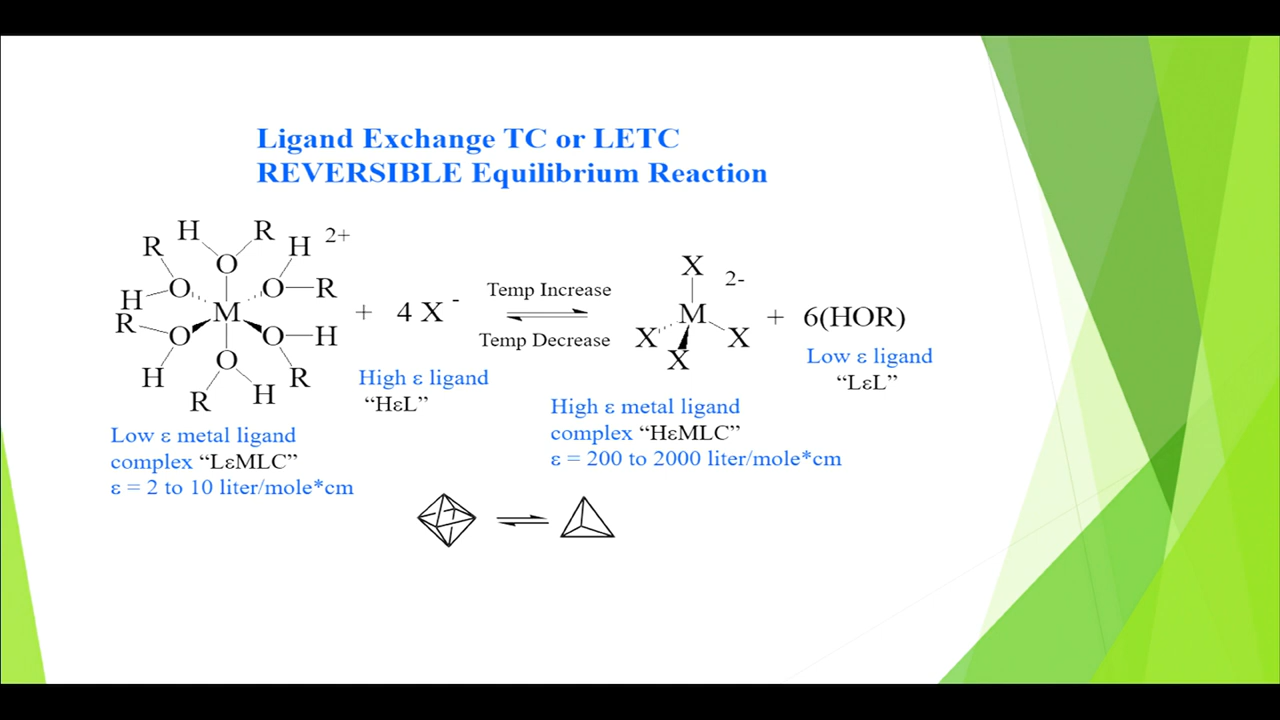 Ligand Exchange TC or LETC
REVERSIBLE Equilibrium Reaction
H R 2+
R H
O
H O O R
R M
O O H
H O R
R H
+ 4 X -
Temp Increase
Temp Decrease
X 2-
M
X X
X
+ 6(HOR)
High ε ligand
“HεL”
Low ε ligand
“LεL”
Low ε metal ligand
complex “LεMLC”
ε = 2 to 10 liter/mole*cm
High ε metal ligand
complex “HεMLC”
ε = 200 to 2000 liter/mole*cm